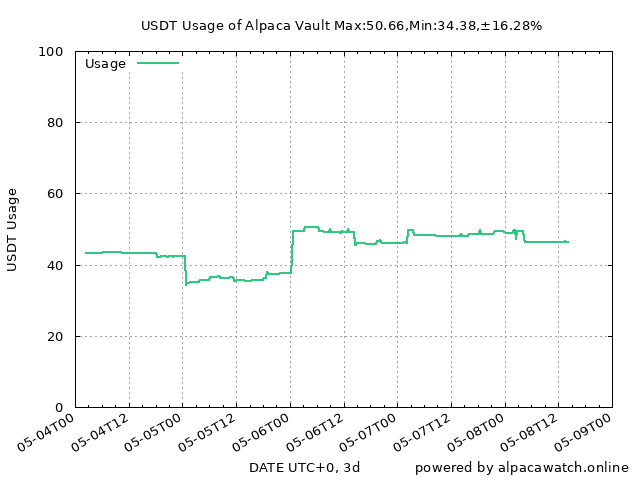 USDT Usage of Alpaca Vault Max:50.66,Min:34.38,±16.28%
Usage
USDT Usage
100
80
60
40
20
0
05-04T00
05-04T12
05-05T00
05-05T12
05-06T00
05-06T12
05-07T00
05-07T12
05-08T00
05-08T12
05-09T00
DATE UTC+0, 3d
powered by alpacawatch.online